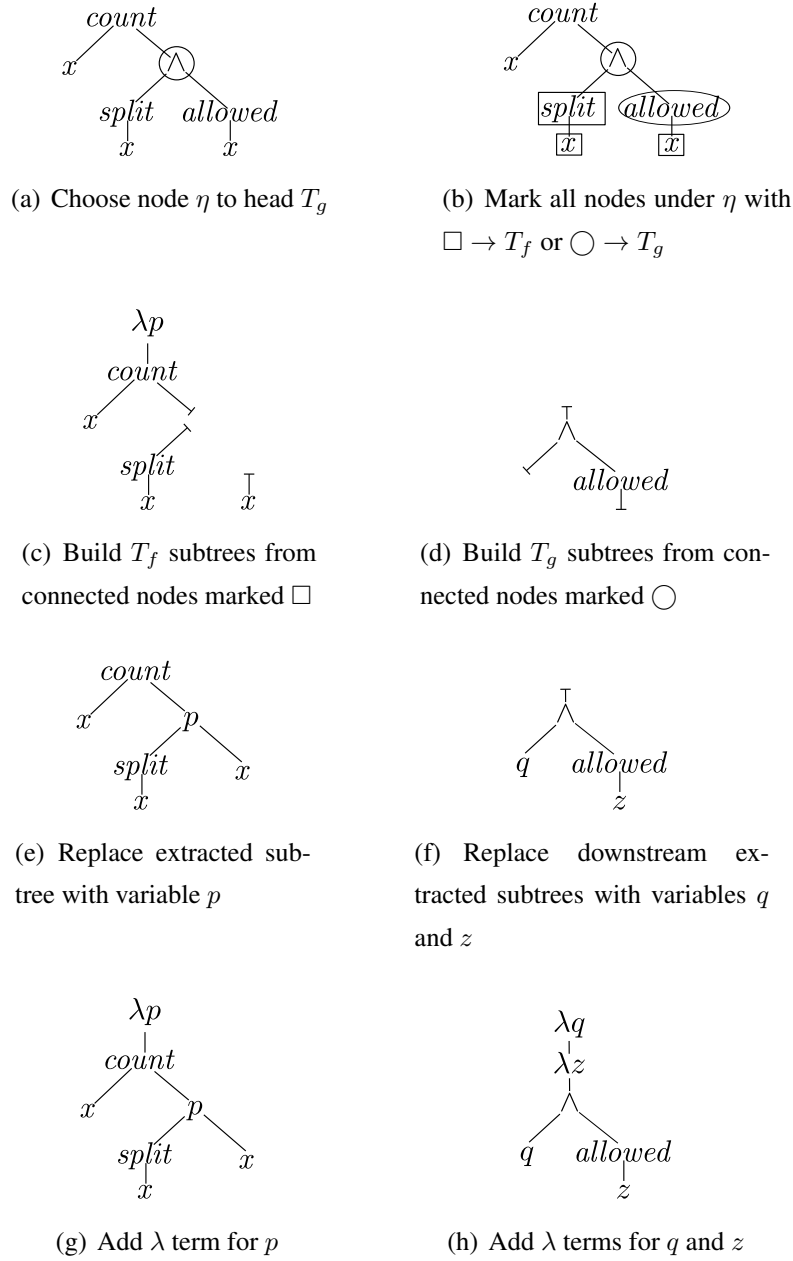 count
x
∧
split
allowed
x
x
(a) Choose node η to head T_g
count
x
∧
split
allowed
x
x
(b) Mark all nodes under η with
□ → T_f or ◯ → T_g
λp
count
x
split
x
x
(c) Build T_f subtrees from
connected nodes marked □
∧
allowed
(d) Build T_g subtrees from con-
nected nodes marked ◯
count
x
p
split
x
x
(e) Replace extracted sub-
tree with variable p
∧
q
allowed
z
(f) Replace downstream ex-
tracted subtrees with variables q
and z
λp
count
x
p
split
x
x
(g) Add λ term for p
λq
λz
∧
q
allowed
z
(h) Add λ terms for q and z